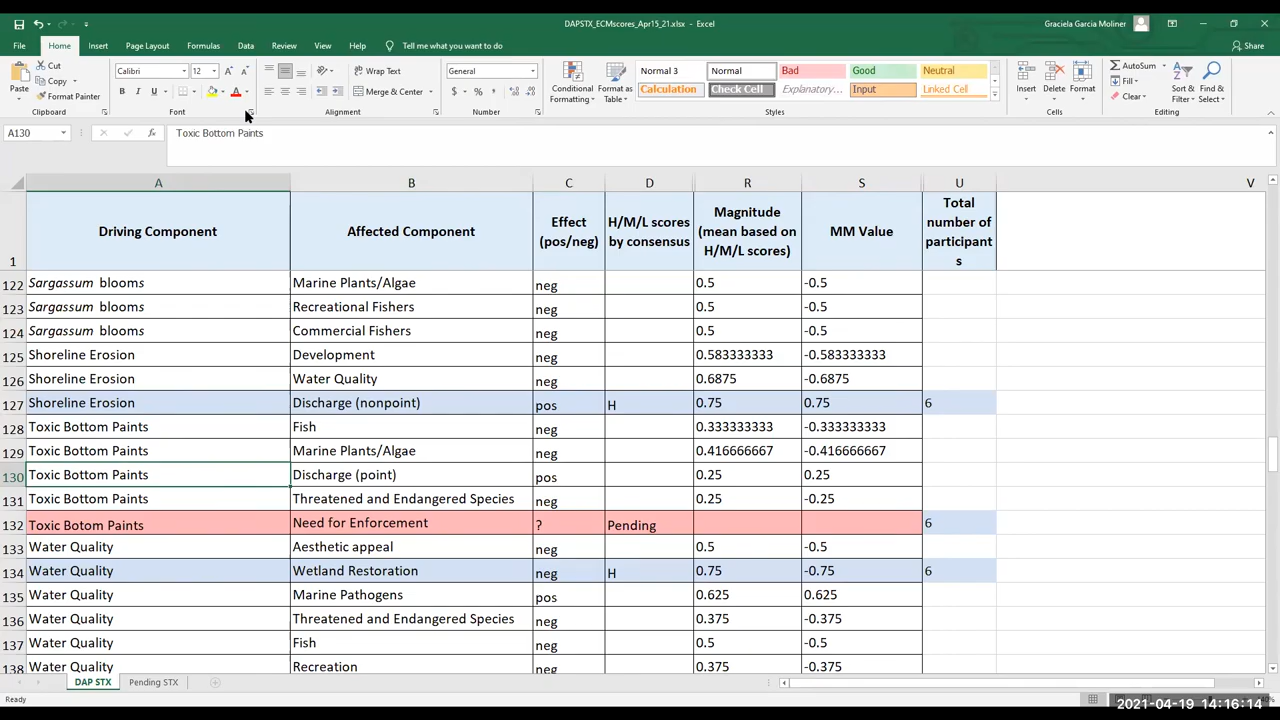 DAPSTX_ECMscores_Apr15_21.xlsx - Excel
Graciela Garcia Moliner
File Home Insert Page Layout Formulas Data Review View Help Tell me what you want to do Share
Cut
Copy
Format Painter
Paste
Calibri 12
B I U
Wrap Text
Merge & Center
General
$ % ,
Conditional Formatting
Format as Table
Normal 3 Normal Bad Good Neutral
Calculation Check Cell Explanatory... Input Linked Cell
Insert Delete Format
AutoSum
Fill
Clear
Sort & Filter
Find & Select
Clipboard Font Alignment Number Styles Cells Editing
A130 fx Toxic Bottom Paints
A B C D R S U V
1 Driving Component Affected Component Effect (pos/neg) H/M/L scores by consensus Magnitude (mean based on H/M/L scores) MM Value Total number of participants
122 Sargassum blooms Marine Plants/Algae neg 0.5 -0.5
123 Sargassum blooms Recreational Fishers neg 0.5 -0.5
124 Sargassum blooms Commercial Fishers neg 0.5 -0.5
125 Shoreline Erosion Development neg 0.583333333 -0.583333333
126 Shoreline Erosion Water Quality neg 0.6875 -0.6875
127 Shoreline Erosion Discharge (nonpoint) pos H 0.75 0.75 6
128 Toxic Bottom Paints Fish neg 0.333333333 -0.333333333
129 Toxic Bottom Paints Marine Plants/Algae neg 0.416666667 -0.416666667
130 Toxic Bottom Paints Discharge (point) pos 0.25 0.25
131 Toxic Bottom Paints Threatened and Endangered Species neg 0.25 -0.25
132 Toxic Botom Paints Need for Enforcement ? Pending 6
133 Water Quality Aesthetic appeal neg 0.5 -0.5
134 Water Quality Wetland Restoration neg H 0.75 -0.75 6
135 Water Quality Marine Pathogens pos 0.625 0.625
136 Water Quality Threatened and Endangered Species neg 0.375 -0.375
137 Water Quality Fish neg 0.5 -0.5
138 Water Quality Recreation neg 0.375 -0.375
DAP STX Pending STX
Ready
2021-04-19 14:16:14